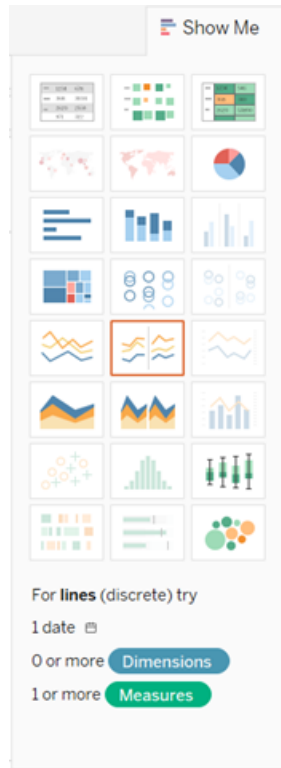 Show Me
For lines (discrete) try
1 date
0 or more Dimensions
1 or more Measures